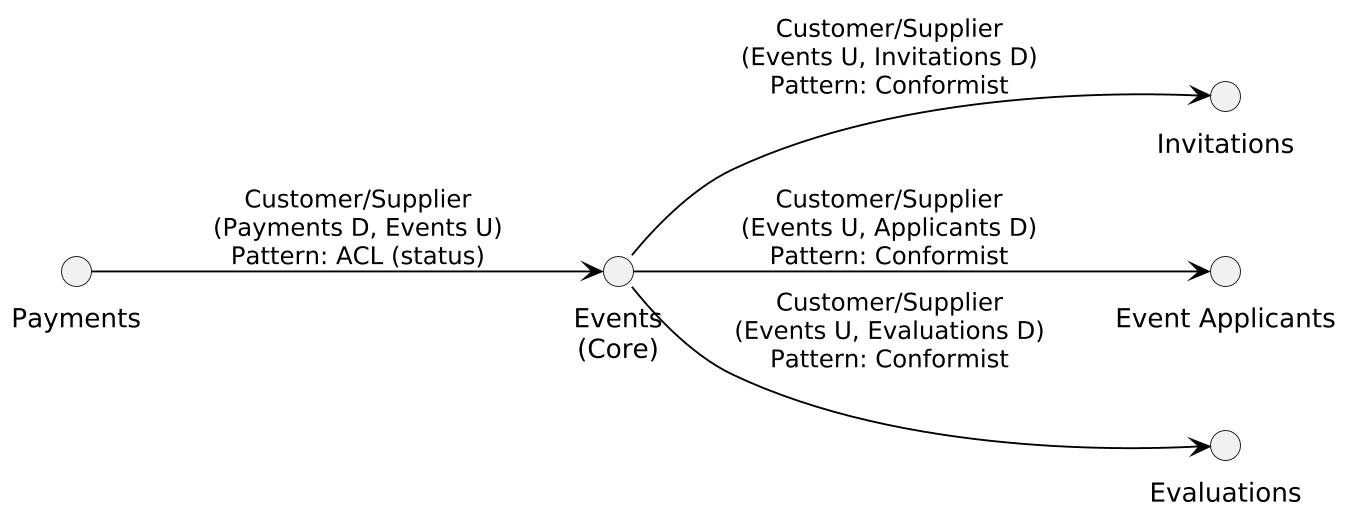 Customer/Supplier
(Events U, Invitations D)
Pattern: Conformist
Invitations
Customer/Supplier
(Payments D, Events U)
Pattern: ACL (status)
Customer/Supplier
(Events U, Applicants D)
Pattern: Conformist
Payments
Events
(Core)
Event Applicants
Customer/Supplier
(Events U, Evaluations D)
Pattern: Conformist
Evaluations